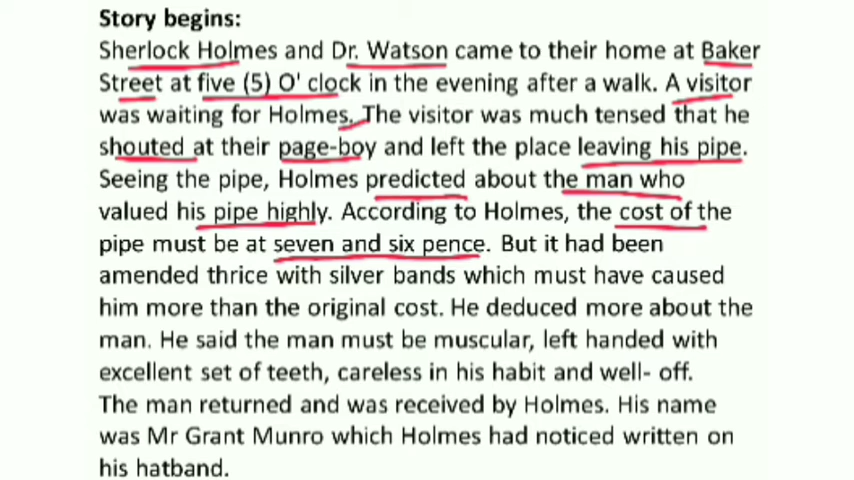 Story begins:
Sherlock Holmes and Dr. Watson came to their home at Baker
Street at five (5) O' clock in the evening after a walk. A visitor
was waiting for Holmes. The visitor was much tensed that he
shouted at their page-boy and left the place leaving his pipe.
Seeing the pipe, Holmes predicted about the man who
valued his pipe highly. According to Holmes, the cost of the
pipe must be at seven and six pence. But it had been
amended thrice with silver bands which must have caused
him more than the original cost. He deduced more about the
man. He said the man must be muscular, left handed with
excellent set of teeth, careless in his habit and well- off.
The man returned and was received by Holmes. His name
was Mr Grant Munro which Holmes had noticed written on
his hatband.